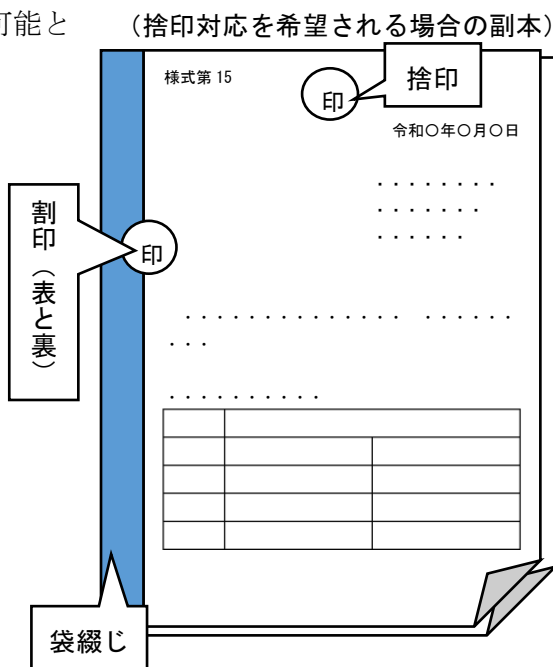 可能と
（捨印対応を希望される場合の副本）
様式第 15
印
捨印
令和○年○月○日
・・・・・・・・
・・・・・・・
・・・・・・
割印（表と裏）
印
・・・・・・・・・・・・・・ ・・・・・・
・・・
・・・・・・・・・・
袋綴じ